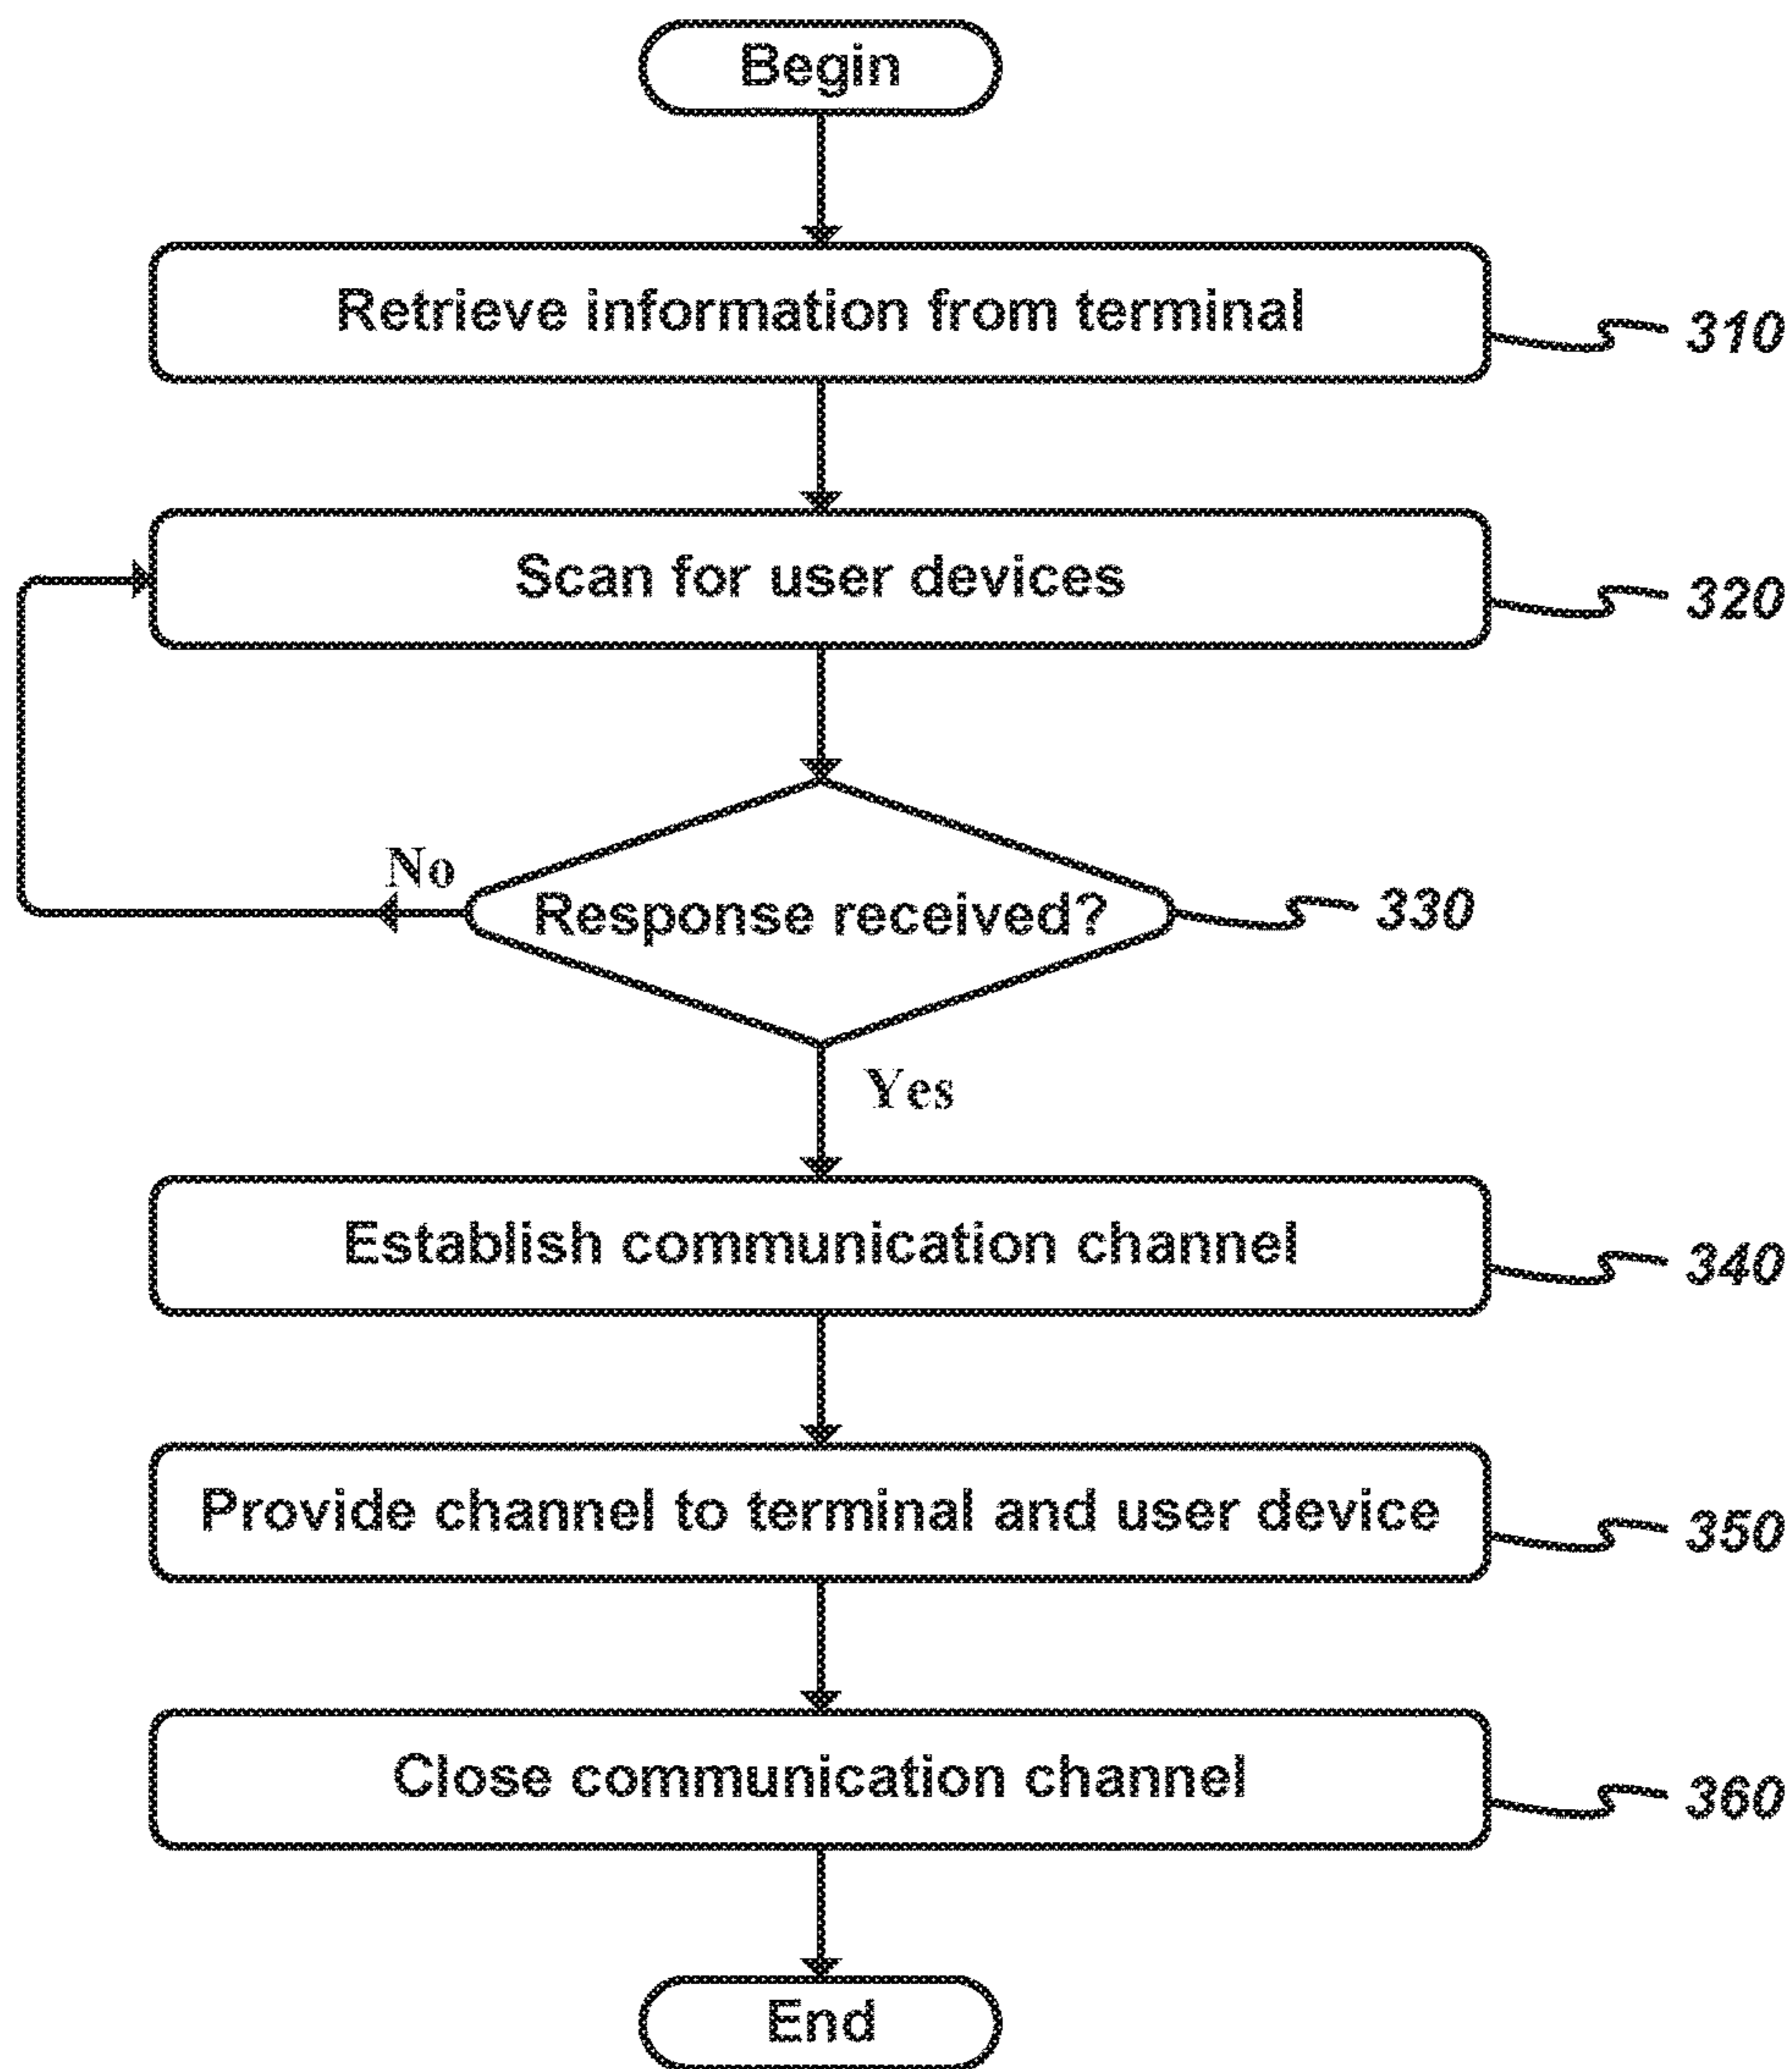 Begin
Retrieve information from terminal
310
Scan for user devices
320
No
Response received?
330
Yes
Establish communication channel
340
Provide channel to terminal and user device
350
Close communication channel
360
End